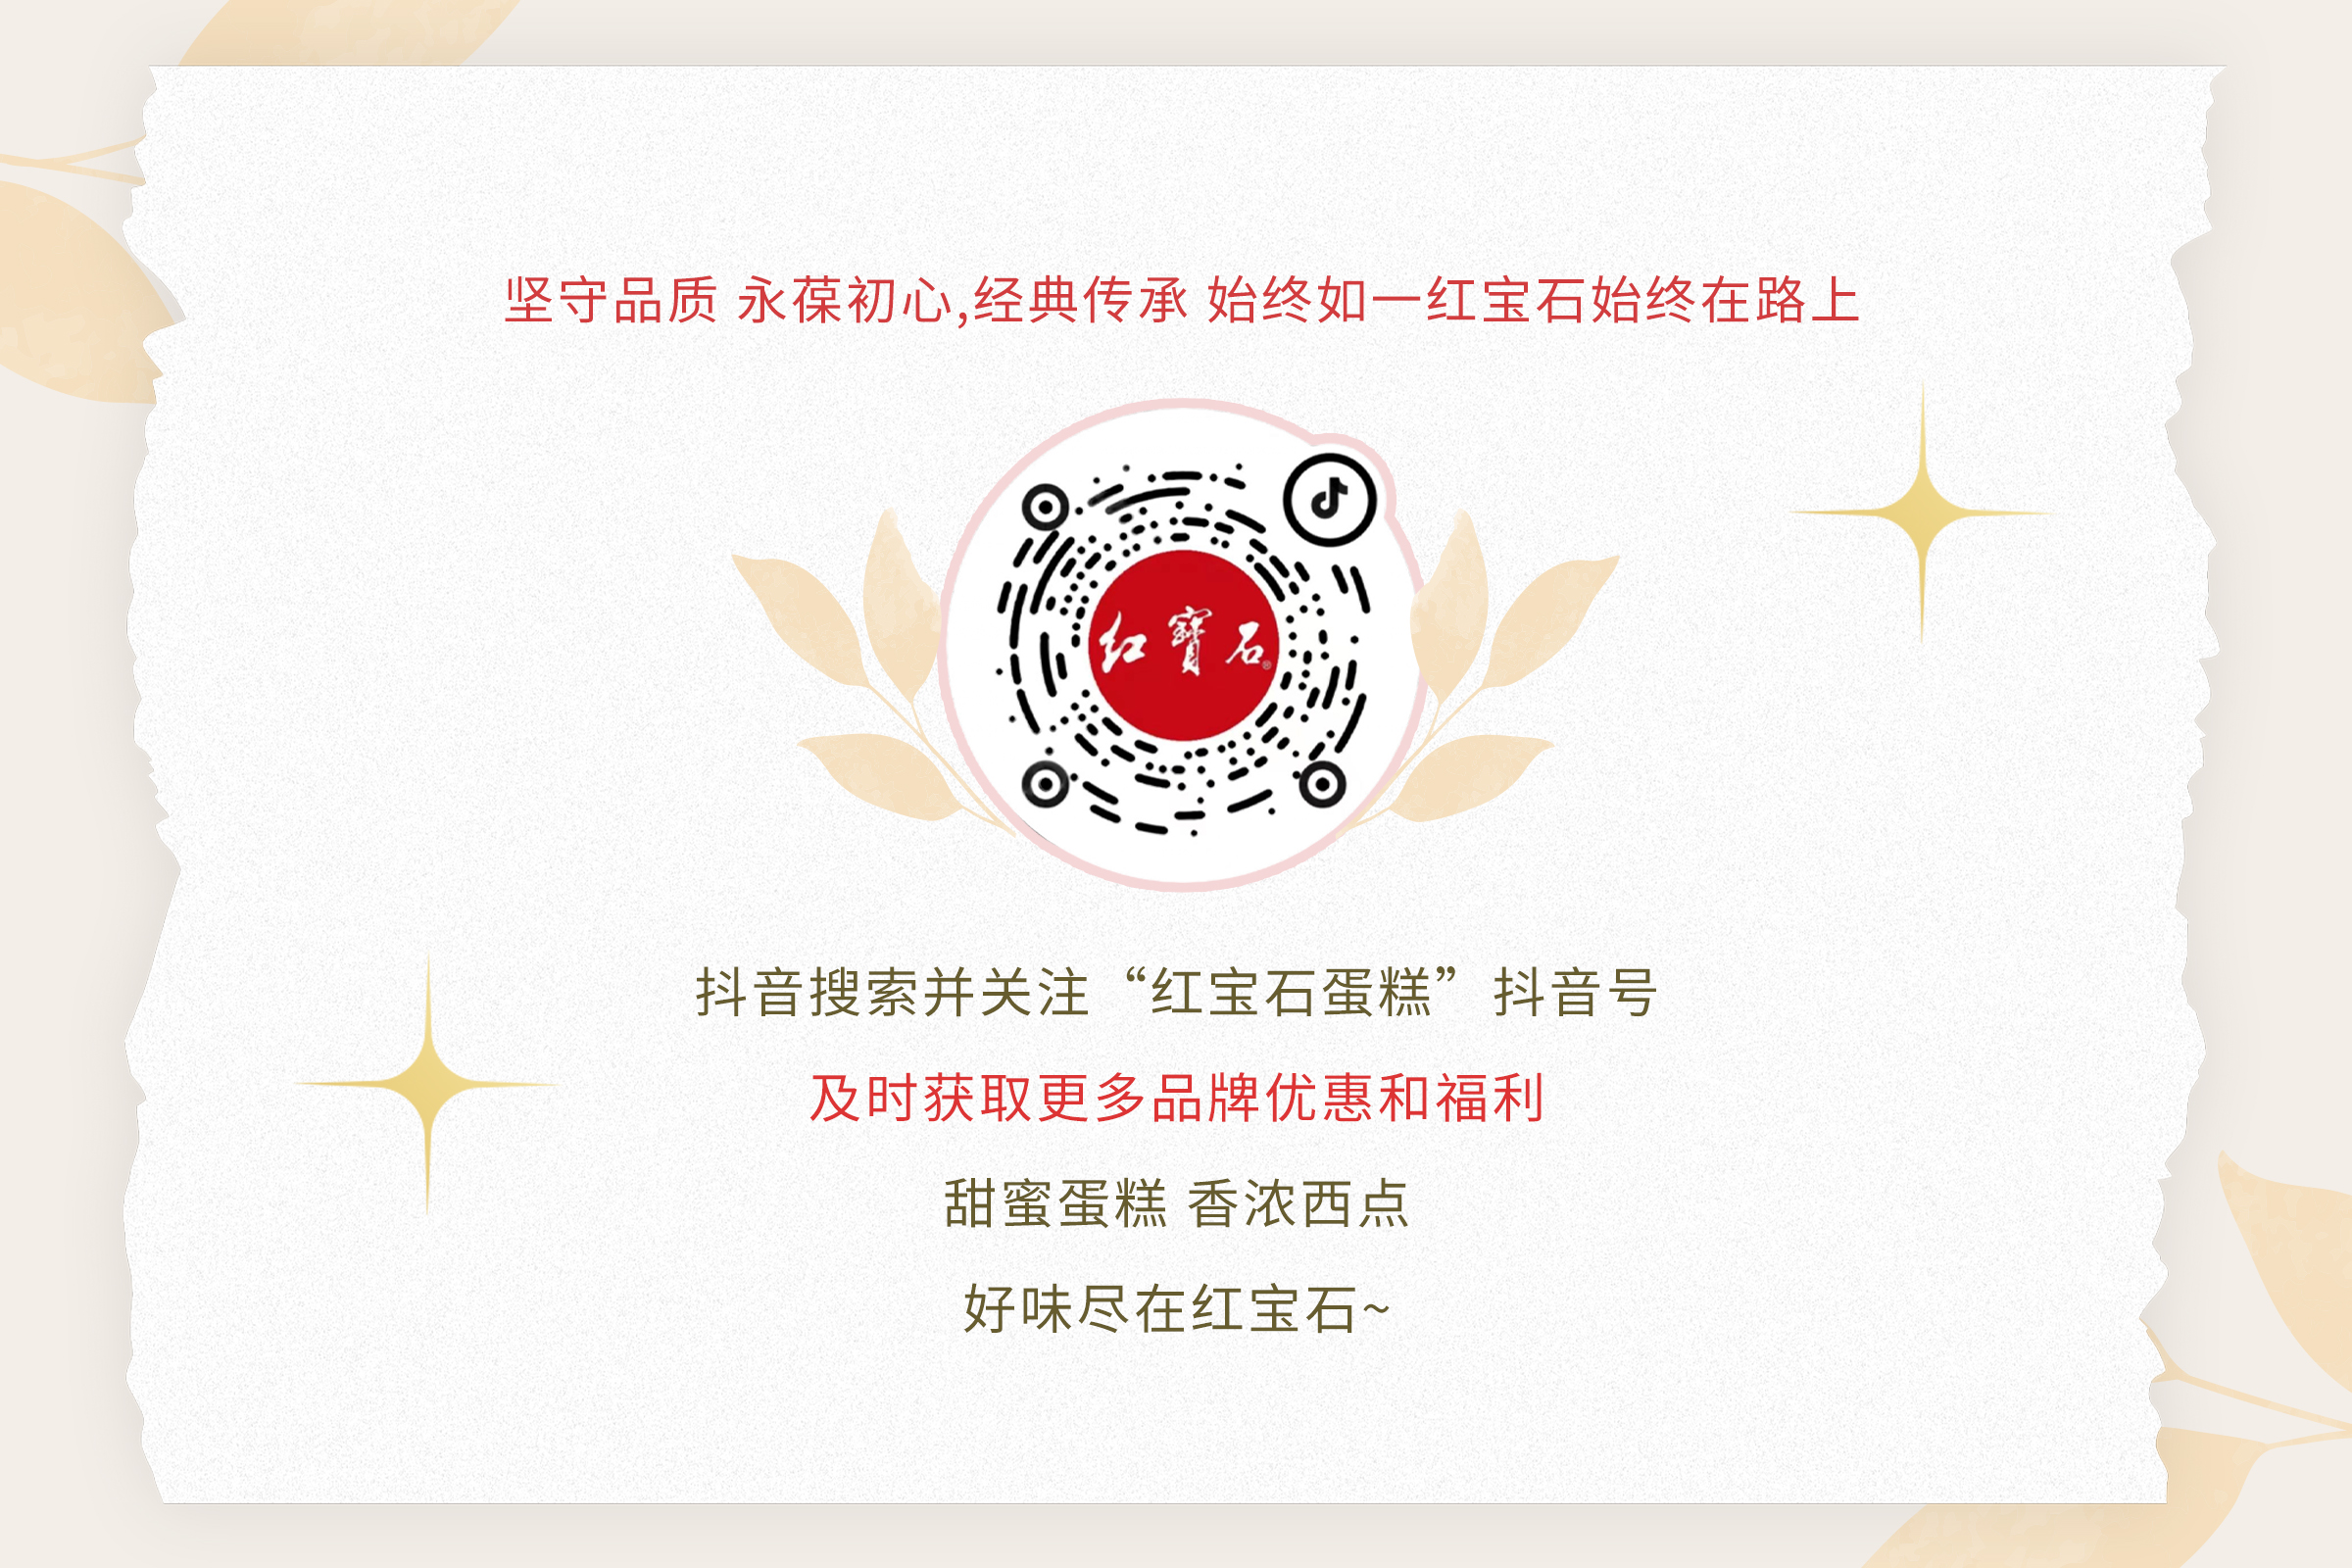 坚守品质 永葆初心,经典传承 始终如一红宝石始终在路上
红寶石®
抖音搜索并关注“红宝石蛋糕”抖音号
及时获取更多品牌优惠和福利
甜蜜蛋糕 香浓西点
好味尽在红宝石~